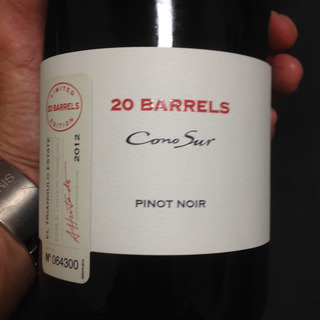 20 BARRELS
Cono Sur
PINOT NOIR
LIMITED
20 BARRELS
EDITION
2012
EL TRIANGULO ESTATE
Nº 064300